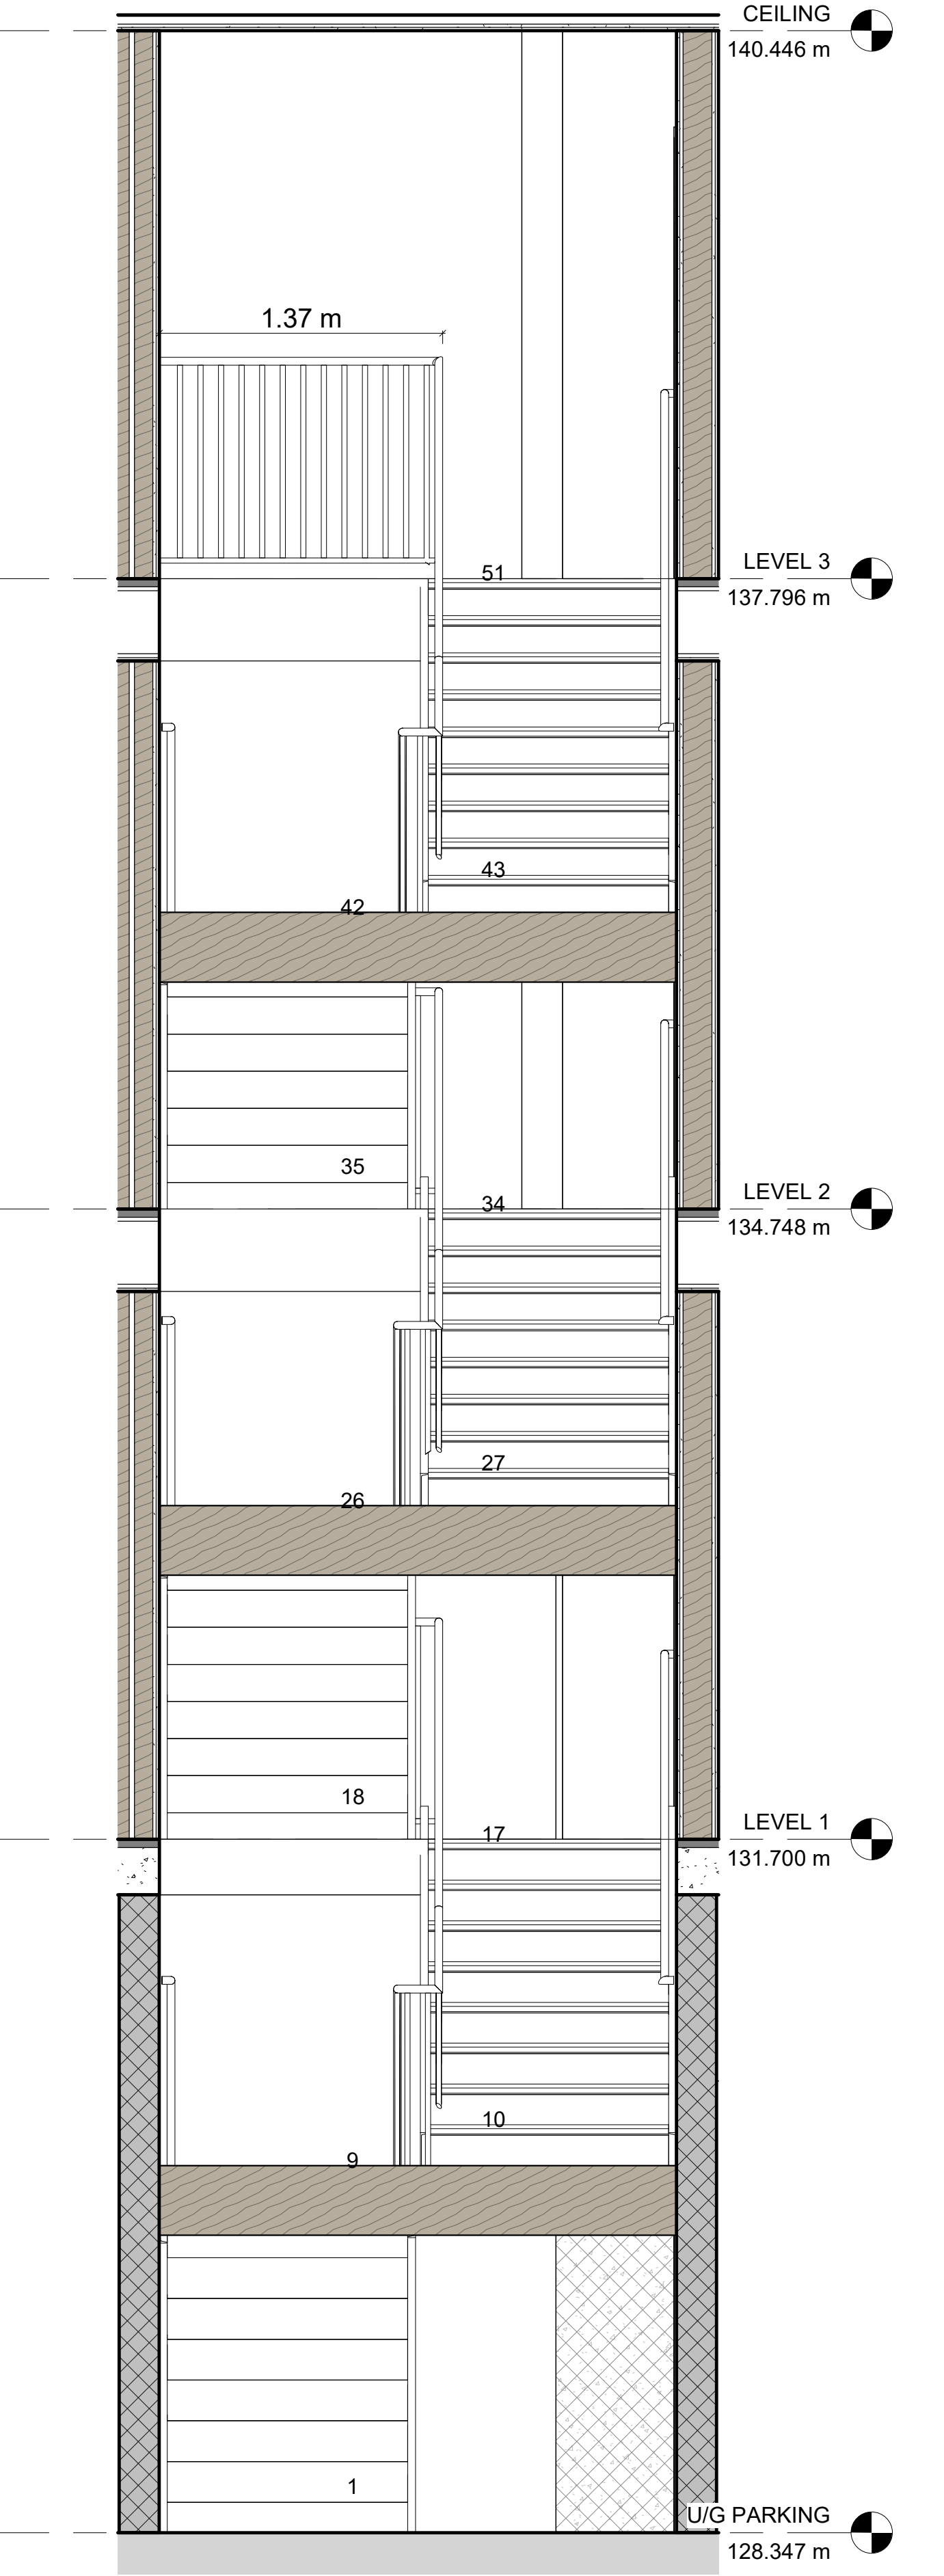 CEILING
140.446 m
1.37 m
LEVEL 3
51
137.796 m
43
42
35
LEVEL 2
34
134.748 m
27
26
18
LEVEL 1
17
131.700 m
10
9
1
U/G PARKING
128.347 m